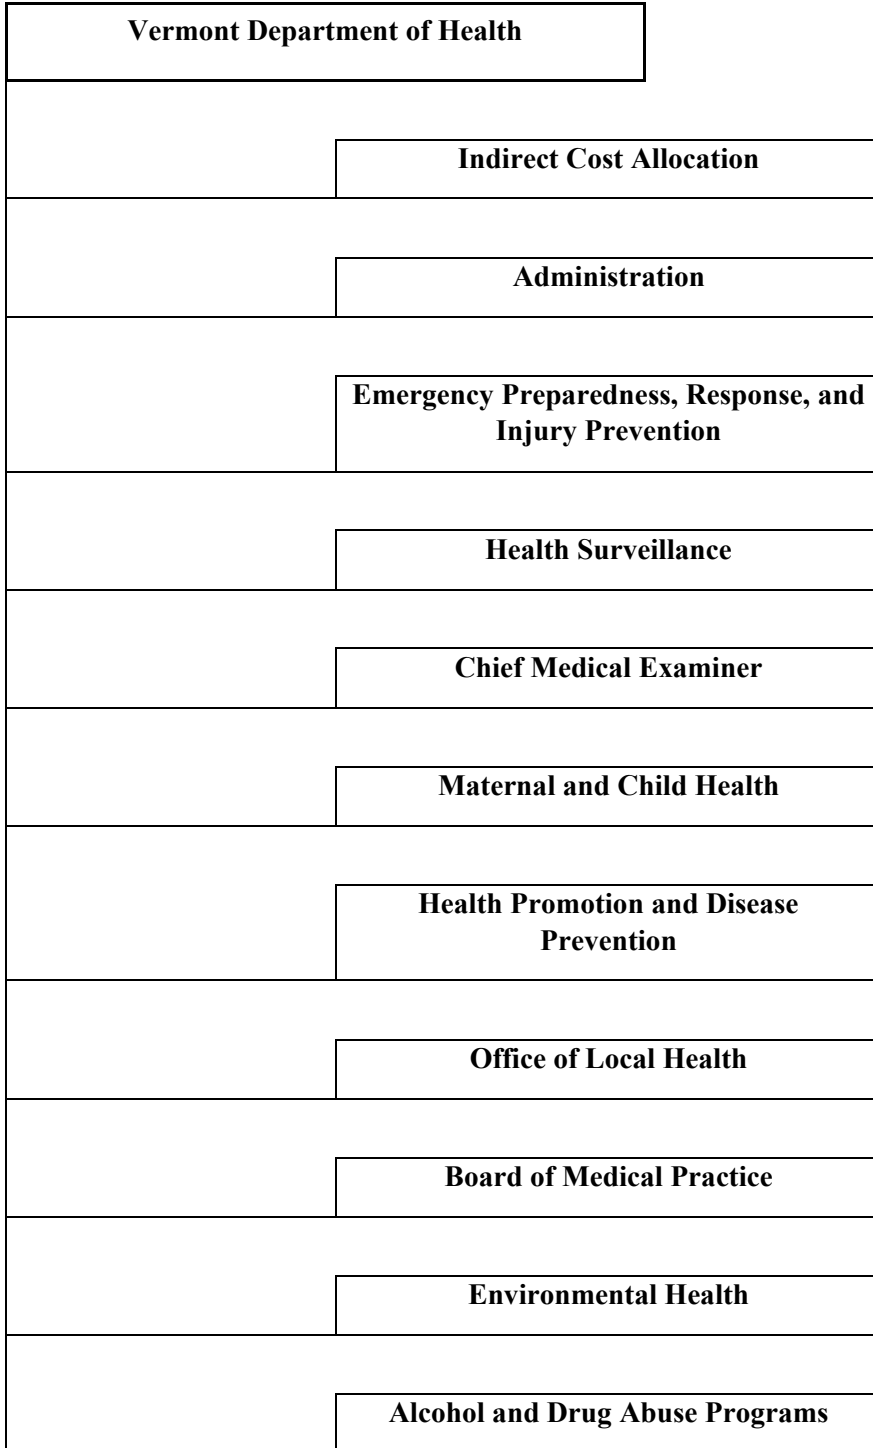 Vermont Department of Health
Indirect Cost Allocation
Administration
Emergency Preparedness, Response, and
Injury Prevention
Health Surveillance
Chief Medical Examiner
Maternal and Child Health
Health Promotion and Disease
Prevention
Office of Local Health
Board of Medical Practice
Environmental Health
Alcohol and Drug Abuse Programs